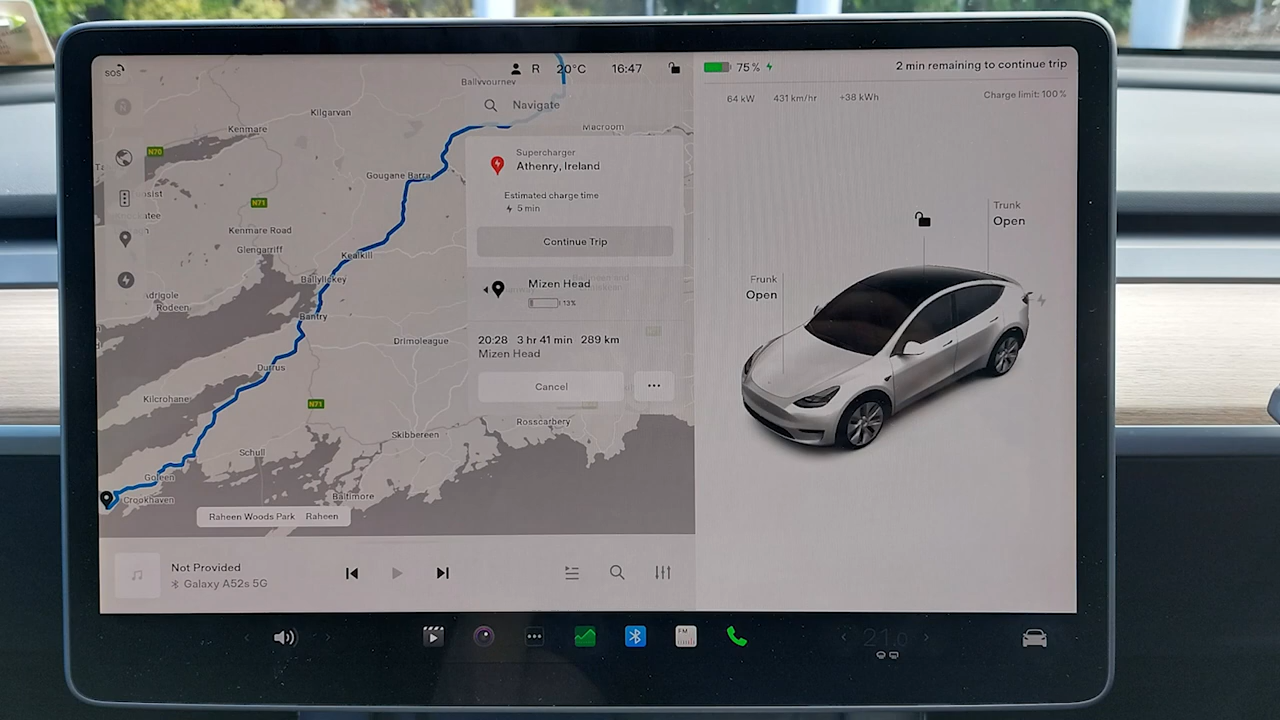 SOS
R 20°C 16:47
75%
2 min remaining to continue trip
64 kW 431 km/hr +38 kWh
Charge limit: 100%
Ballyvourney
Navigate
Kilgarvan
Kenmare
Macroom
N70
Supercharger
Athenry, Ireland
Gougane Barra
Estimated charge time
5 min
N71
Kenmare Road
Glengarriff
Continue Trip
Kealkill
Ballylickey
Mizen Head
13%
Adrigole
Rodeen
Bantry
Drimoleague
20:28 3 hr 41 min 289 km
Mizen Head
Durrus
Cancel
...
Kilcrohane
N71
Rosscarbery
Skibbereen
Schull
Goleen
Crookhaven
Baltimore
Raheen Woods Park Raheen
Trunk
Open
Frunk
Open
Not Provided
Galaxy A52s 5G
FM
21.0